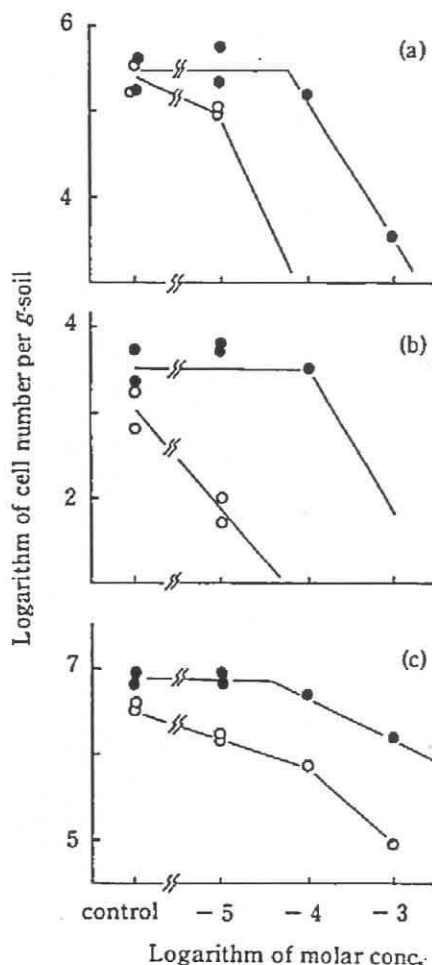 6
(a)
4
4
(b)
2
7
(c)
5
Logarithm of cell number per g-soil
control -5 -4 -3
Logarithm of molar conc.